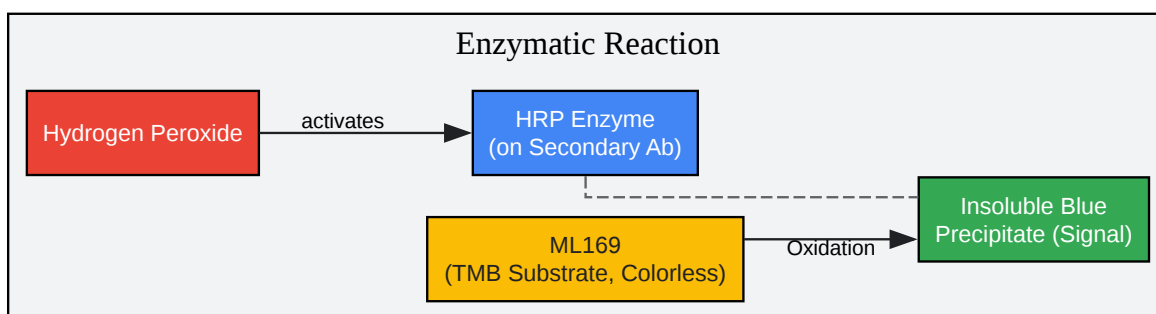 Enzymatic Reaction
Hydrogen Peroxide
activates
HRP Enzyme
(on Secondary Ab)
ML169
(TMB Substrate, Colorless)
Oxidation
Insoluble Blue
Precipitate (Signal)